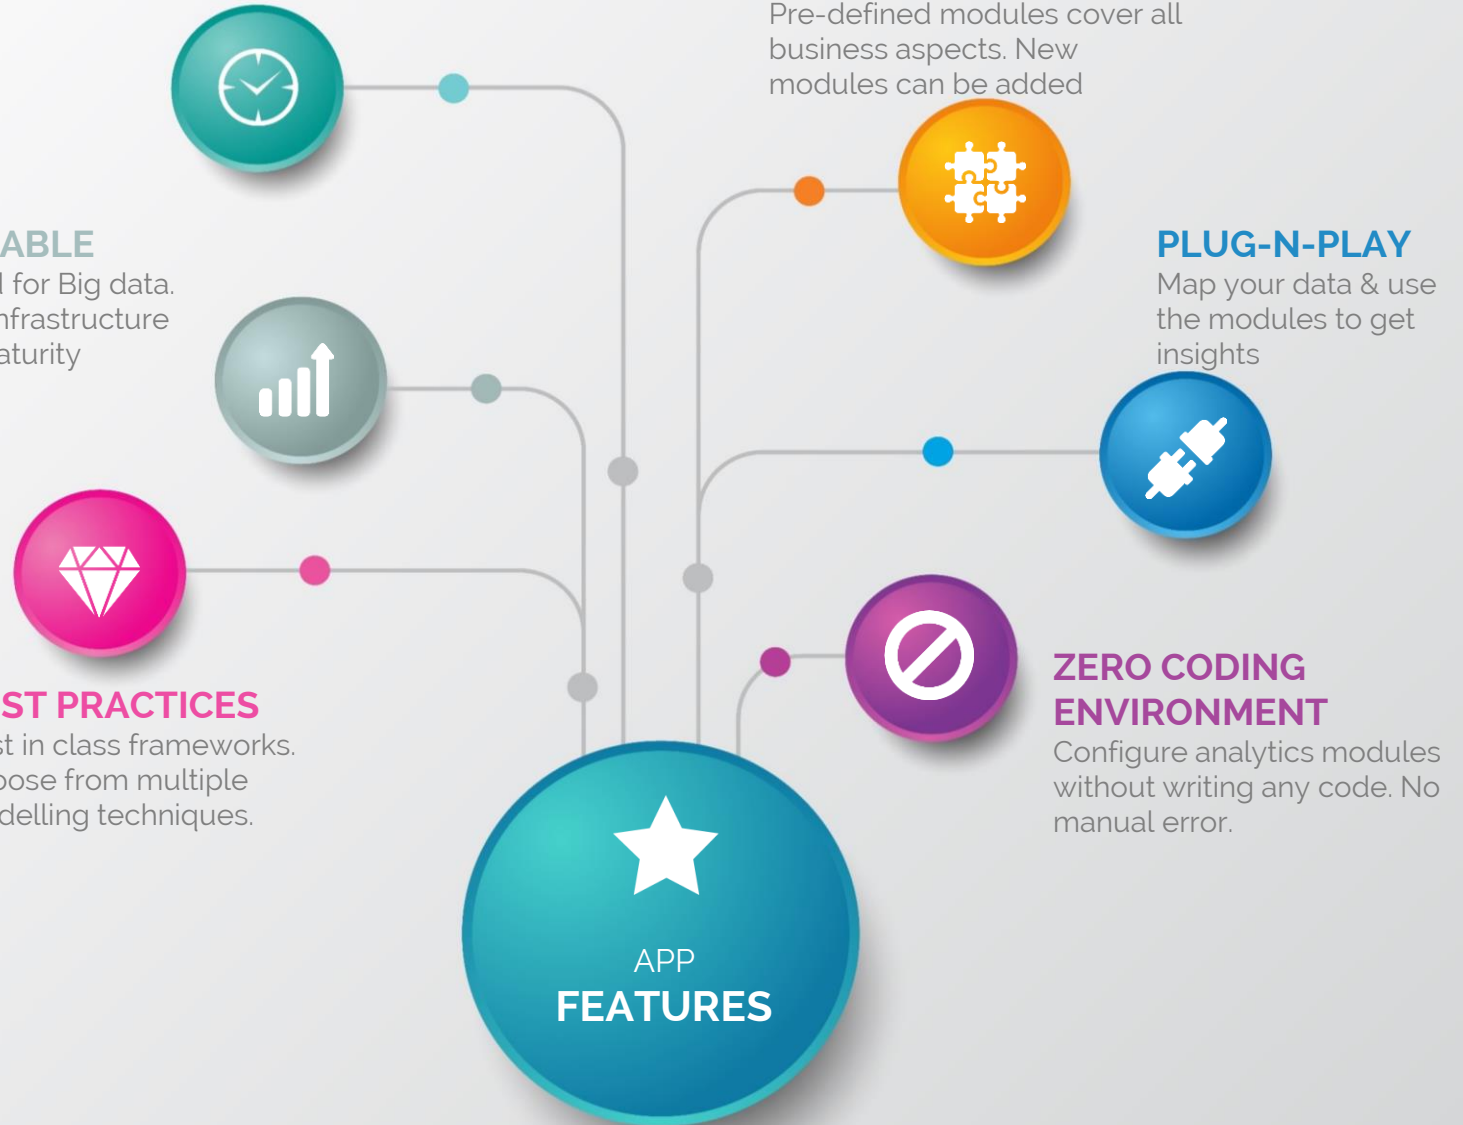 Pre-defined modules cover all
business aspects. New
modules can be added
ABLE
for Big data.
nfrastructure
aturity
PLUG-N-PLAY
Map your data & use
the modules to get
insights
ST PRACTICES
st in class frameworks.
oose from multiple
delling techniques.
ZERO CODING
ENVIRONMENT
Configure analytics modules
without writing any code. No
manual error.
APP
FEATURES